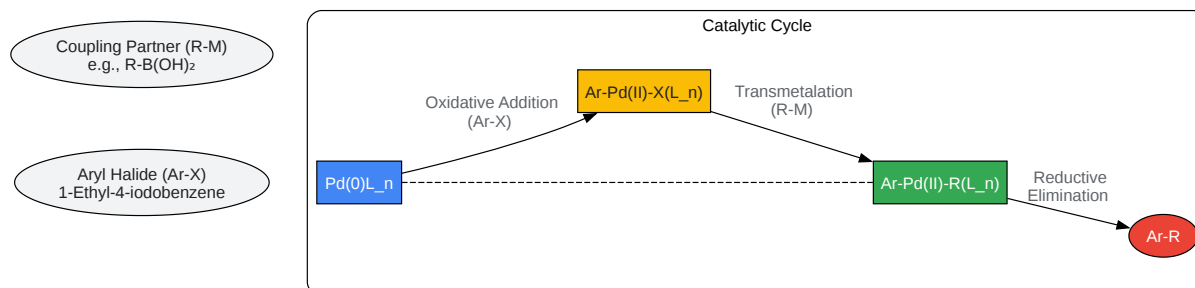 Catalytic Cycle
Coupling Partner (R-M)
e.g., R-B(OH)₂
Aryl Halide (Ar-X)
1-Ethyl-4-iodobenzene
Pd(0)L_n
Oxidative Addition
(Ar-X)
Ar-Pd(II)-X(L_n)
Transmetalation
(R-M)
Ar-Pd(II)-R(L_n)
Reductive
Elimination
Ar-R